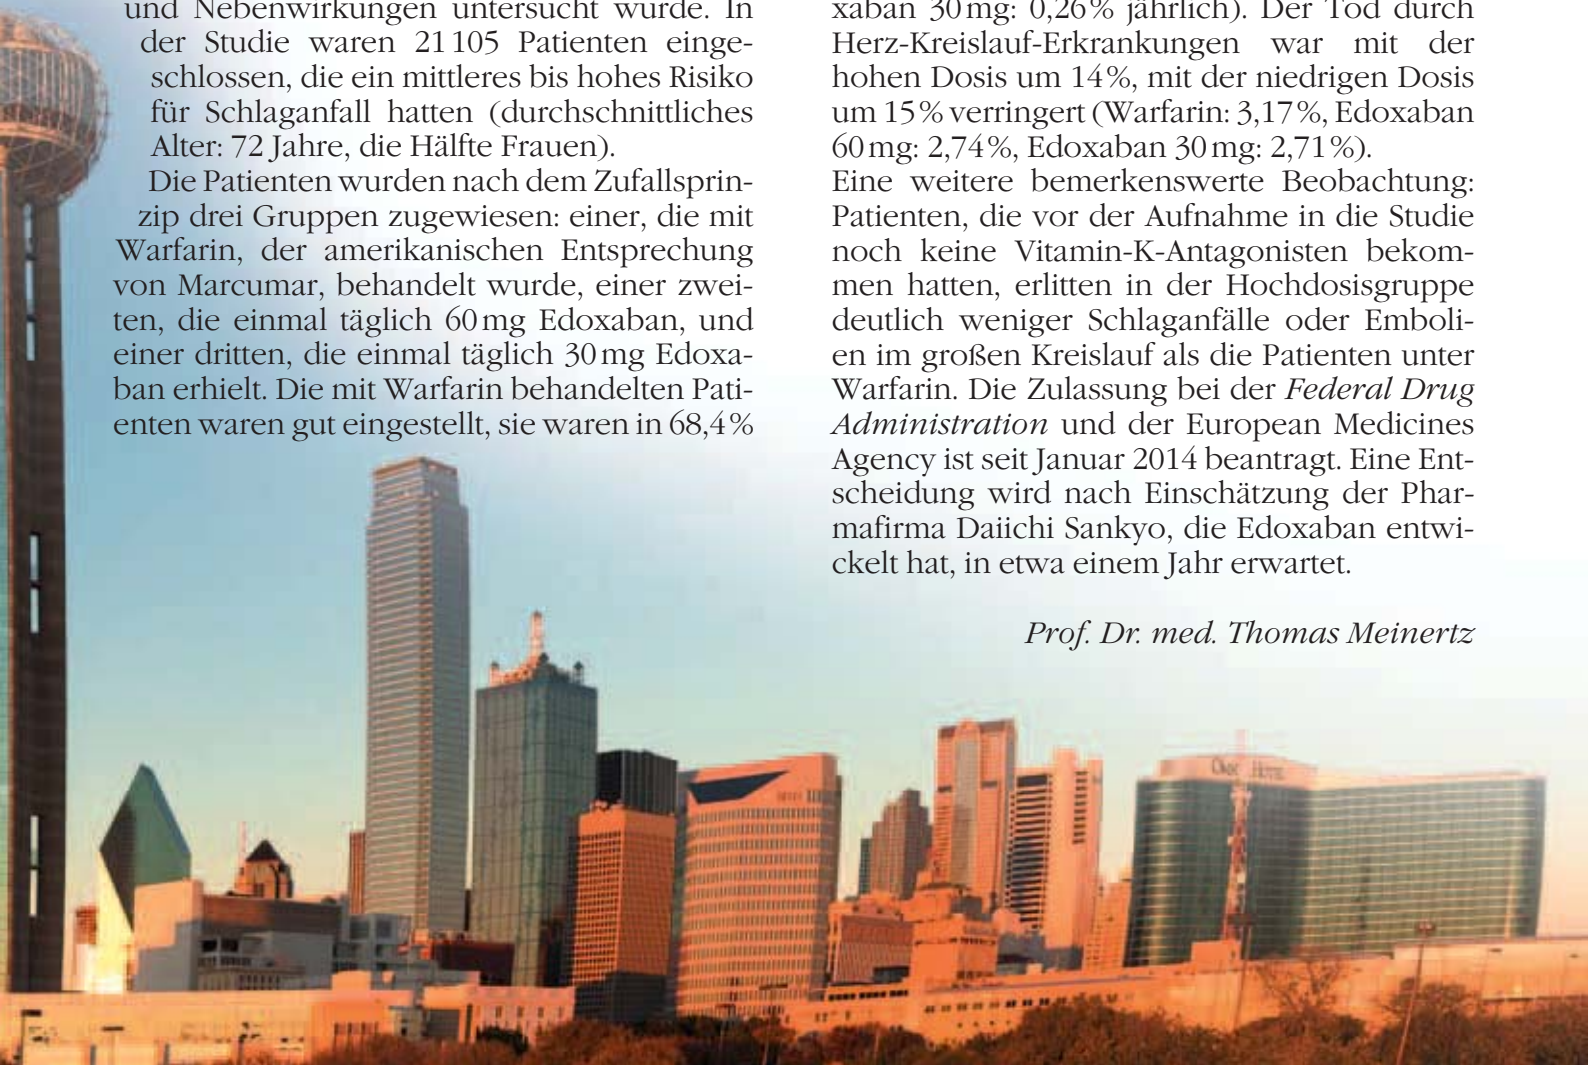 und Nebenwirkungen untersucht wurde. In
der Studie waren 21 105 Patienten einge-
schlossen, die ein mittleres bis hohes Risiko
für Schlaganfall hatten (durchschnittliches
Alter: 72 Jahre, die Hälfte Frauen).
Die Patienten wurden nach dem Zufallsprin-
zip drei Gruppen zugewiesen: einer, die mit
Warfarin, der amerikanischen Entsprechung
von Marcumar, behandelt wurde, einer zwei-
ten, die einmal täglich 60 mg Edoxaban, und
einer dritten, die einmal täglich 30 mg Edoxa-
ban erhielt. Die mit Warfarin behandelten Pati-
enten waren gut eingestellt, sie waren in 68,4 %
xaban 30 mg: 0,26 % jährlich). Der Tod durch
Herz-Kreislauf-Erkrankungen war mit der
hohen Dosis um 14 %, mit der niedrigen Dosis
um 15 % verringert (Warfarin: 3,17 %, Edoxaban
60 mg: 2,74 %, Edoxaban 30 mg: 2,71 %).
Eine weitere bemerkenswerte Beobachtung:
Patienten, die vor der Aufnahme in die Studie
noch keine Vitamin-K-Antagonisten bekom-
men hatten, erlitten in der Hochdosisgruppe
deutlich weniger Schlaganfälle oder Emboli-
en im großen Kreislauf als die Patienten unter
Warfarin. Die Zulassung bei der Federal Drug
Administration und der European Medicines
Agency ist seit Januar 2014 beantragt. Eine Ent-
scheidung wird nach Einschätzung der Phar-
mafirma Daiichi Sankyo, die Edoxaban entwi-
ckelt hat, in etwa einem Jahr erwartet.
Prof. Dr. med. Thomas Meinertz
Hotel